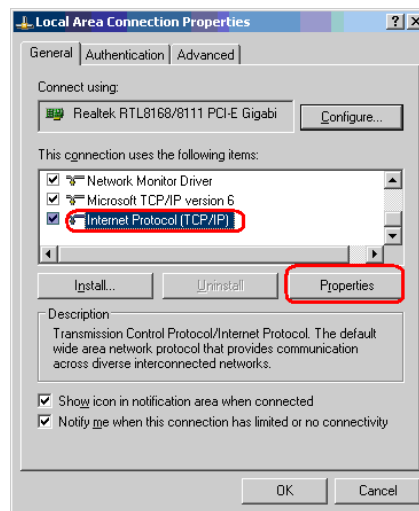 Local Area Connection Properties
General Authentication Advanced
Connect using:
Realtek RTL8168/8111 PCI-E Gigabi
Configure...
This connection uses the following items:
Network Monitor Driver
Microsoft TCP/IP version 6
Internet Protocol (TCP/IP)
Install... Uninstall Properties
Description
Transmission Control Protocol/Internet Protocol. The default
wide area network protocol that provides communication
across diverse interconnected networks.
Show icon in notification area when connected
Notify me when this connection has limited or no connectivity
OK Cancel